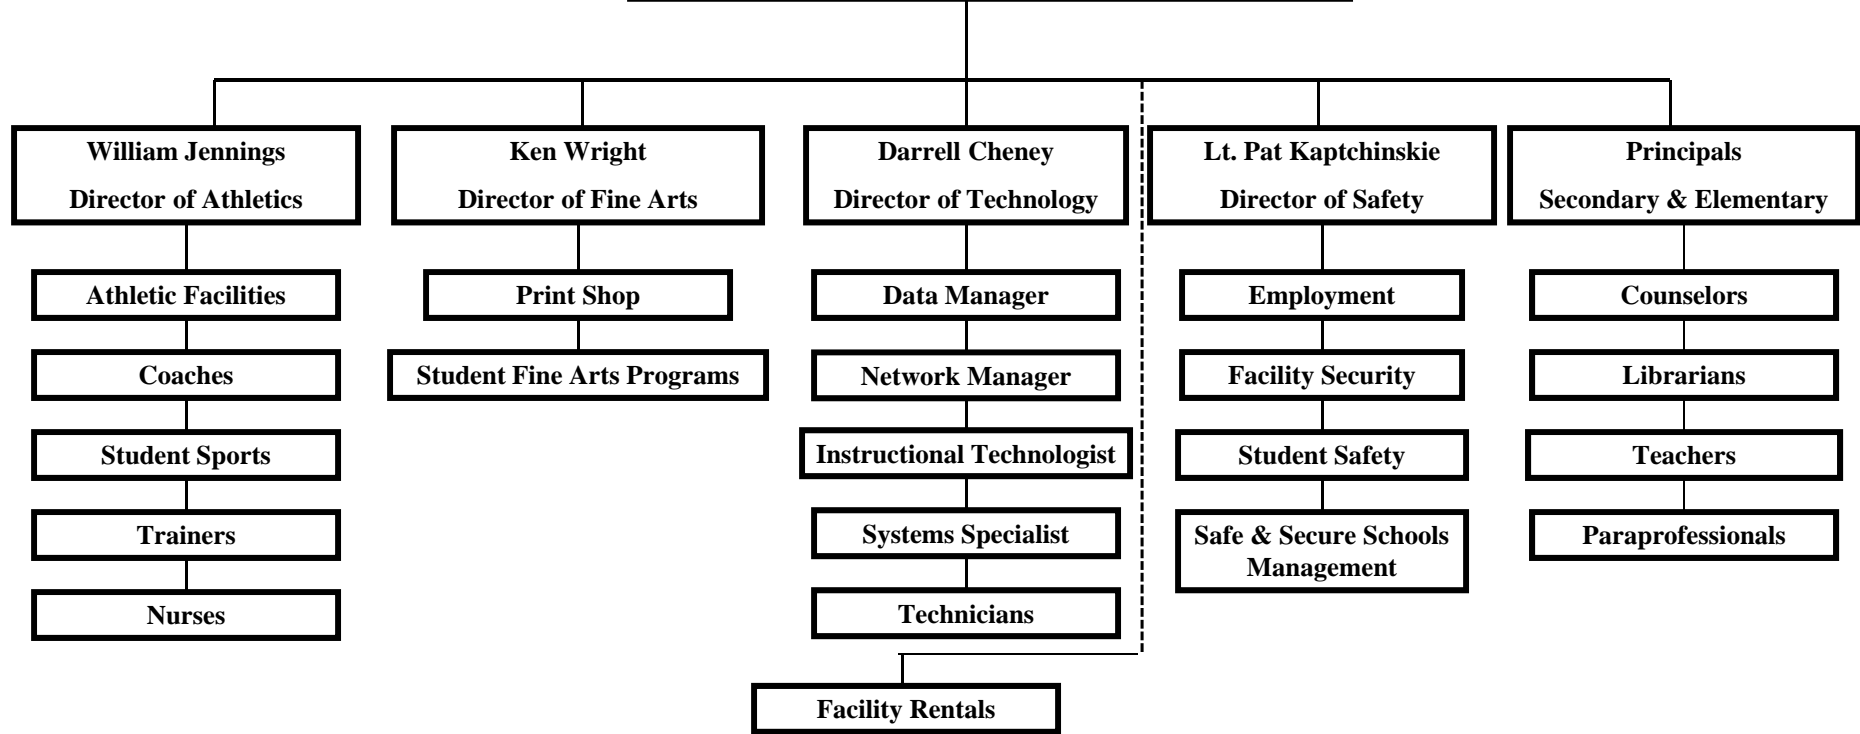 William Jennings
Director of Athletics
Athletic Facilities
Coaches
Student Sports
Trainers
Nurses
Ken Wright
Director of Fine Arts
Print Shop
Student Fine Arts Programs
Darrell Cheney
Director of Technology
Data Manager
Network Manager
Instructional Technologist
Systems Specialist
Technicians
Facility Rentals
Lt. Pat Kaptchinskie
Director of Safety
Employment
Facility Security
Student Safety
Safe & Secure Schools
Management
Principals
Secondary & Elementary
Counselors
Librarians
Teachers
Paraprofessionals